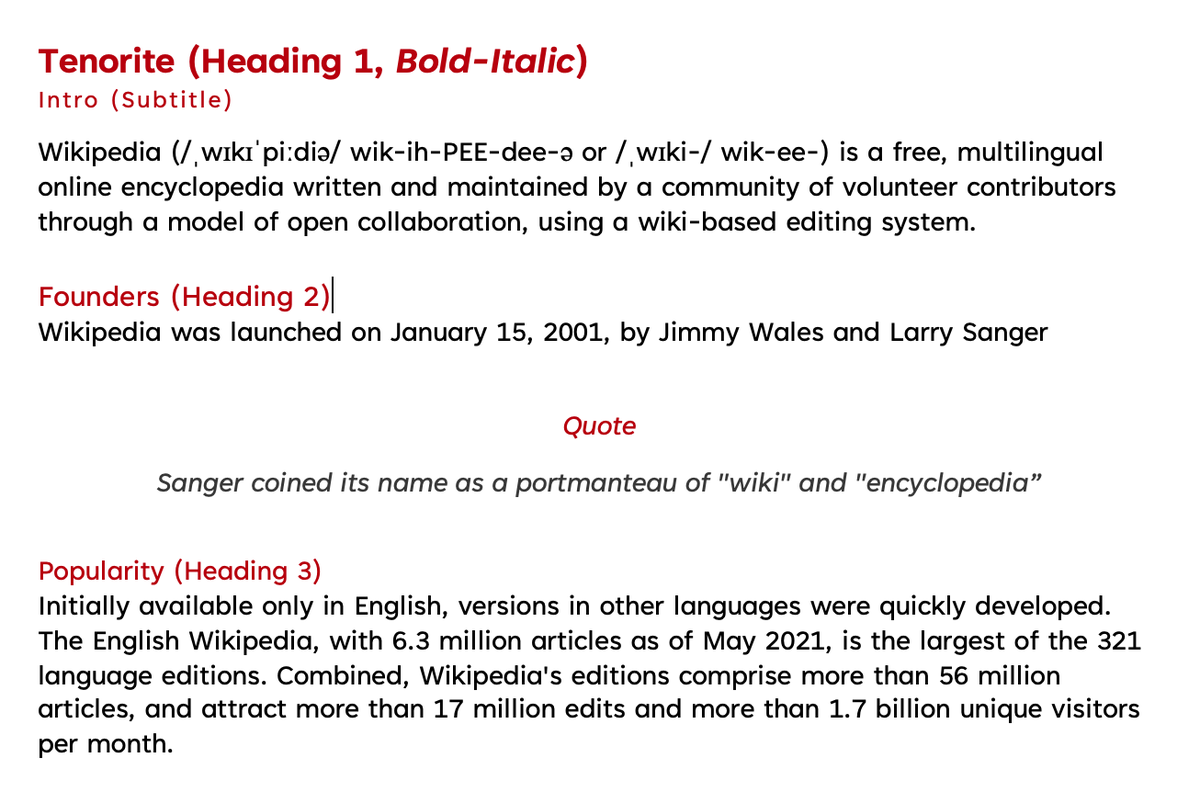 Tenorite (Heading 1, Bold-Italic)
Intro (Subtitle)
Wikipedia (/ˌwɪkɪˈpiːdiə/ wik-ih-PEE-dee-ə or /ˌwɪki-/ wik-ee-) is a free, multilingual
online encyclopedia written and maintained by a community of volunteer contributors
through a model of open collaboration, using a wiki-based editing system.
Founders (Heading 2)
Wikipedia was launched on January 15, 2001, by Jimmy Wales and Larry Sanger
Quote
Sanger coined its name as a portmanteau of "wiki" and "encyclopedia”
Popularity (Heading 3)
Initially available only in English, versions in other languages were quickly developed.
The English Wikipedia, with 6.3 million articles as of May 2021, is the largest of the 321
language editions. Combined, Wikipedia's editions comprise more than 56 million
articles, and attract more than 17 million edits and more than 1.7 billion unique visitors
per month.